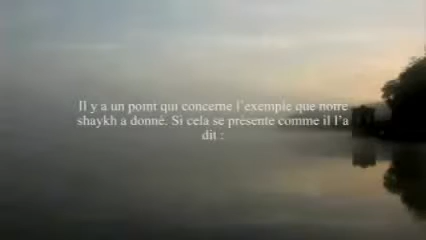 Il y a un point qui concerne l'exemple que notre
shaykh a donné. Si cela se présente comme il l'a
dit :